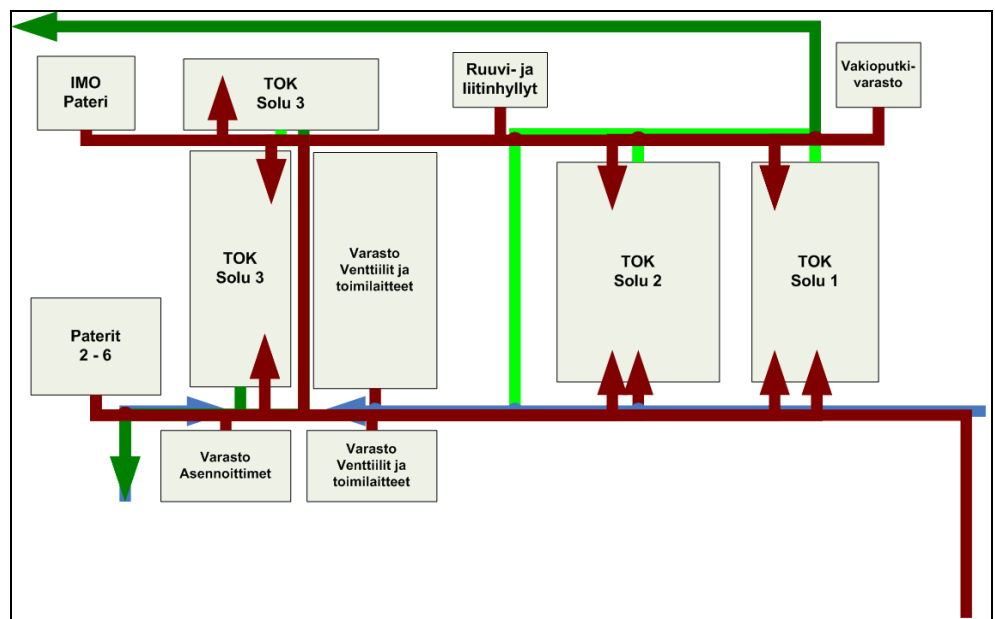 IMO
Pateri
TOK
Solu 3
Ruuvi- ja
liitinhyllyt
Vakioputki-
varasto
TOK
Solu 3
Varasto
Venttiilit ja
toimilaitteet
TOK
Solu 2
TOK
Solu 1
Paterit
2 - 6
Varasto
Asennoittimet
Varasto
Venttiilit ja
toimilaitteet